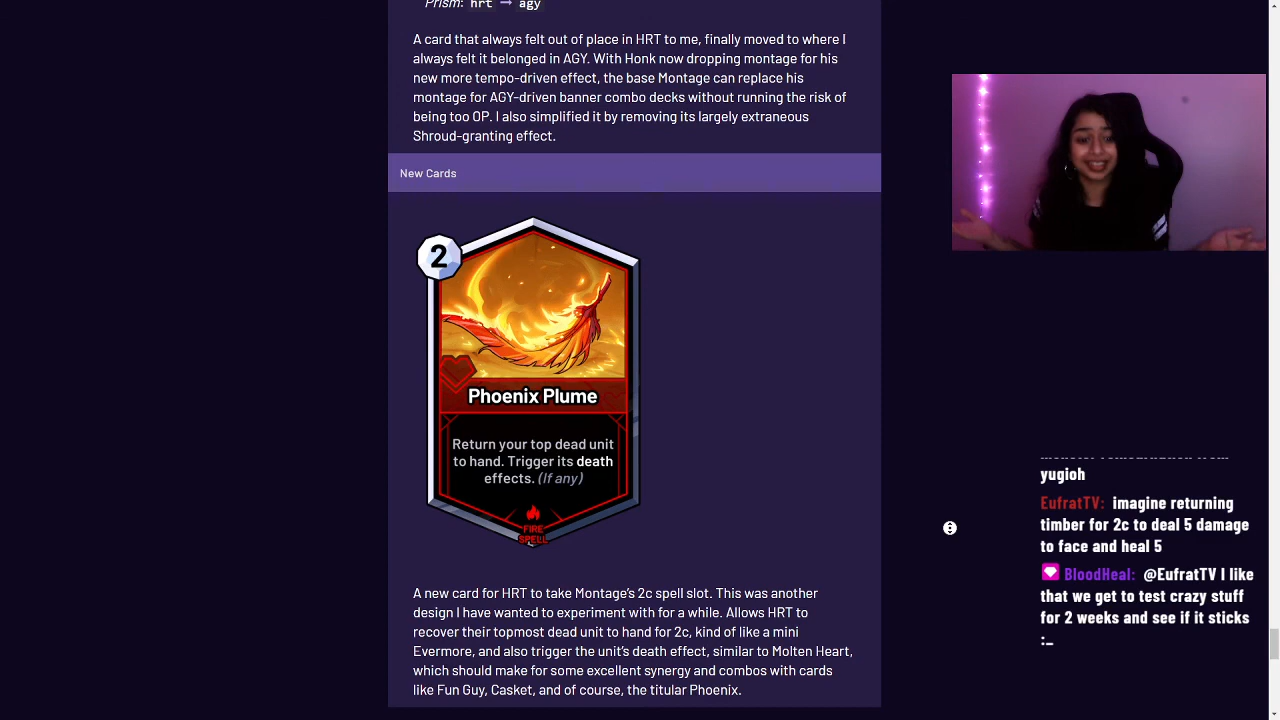 Prism: hrt → agy
A card that always felt out of place in HRT to me, finally moved to where I
always felt it belonged in AGY. With Honk now dropping montage for his
new more tempo-driven effect, the base Montage can replace his
montage for AGY-driven banner combo decks without running the risk of
being too OP. I also simplified it by removing its largely extraneous
Shroud-granting effect.
New Cards
2
Phoenix Plume
Return your top dead unit
to hand. Trigger its death
effects. (If any)
FIRE
SPELL
A new card for HRT to take Montage's 2c spell slot. This was another
design I have wanted to experiment with for a while. Allows HRT to
recover their topmost dead unit to hand for 2c, kind of like a mini
Evermore, and also trigger the unit's death effect, similar to Molten Heart,
which should make for some excellent synergy and combos with cards
like Fun Guy, Casket, and of course, the titular Phoenix.
yugioh
EufratTV: imagine returning
timber for 2c to deal 5 damage
to face and heal 5
BloodHeal: @EufratTV I like
that we get to test crazy stuff
for 2 weeks and see if it sticks
:_